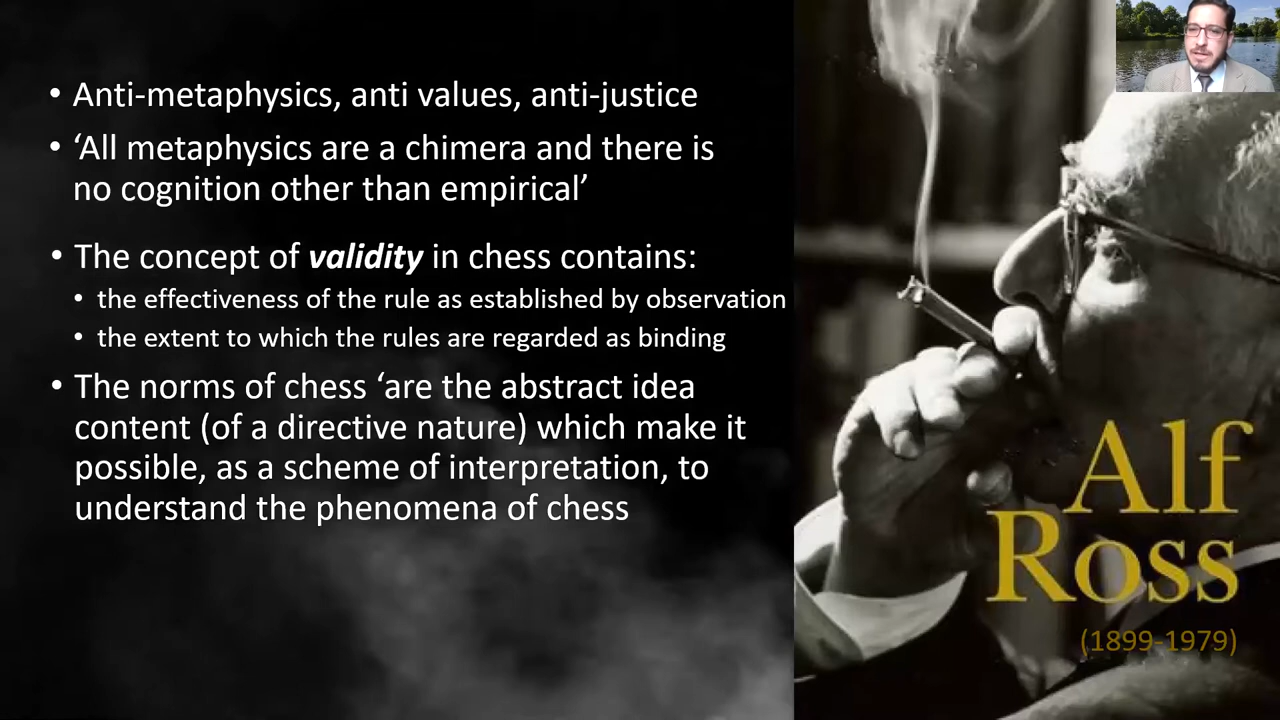 • Anti-metaphysics, anti values, anti-justice
• ‘All metaphysics are a chimera and there is
no cognition other than empirical’
• The concept of validity in chess contains:
• the effectiveness of the rule as established by observation
• the extent to which the rules are regarded as binding
• The norms of chess ‘are the abstract idea
content (of a directive nature) which make it
possible, as a scheme of interpretation, to
understand the phenomena of chess
Alf
Ross
(1899-1979)